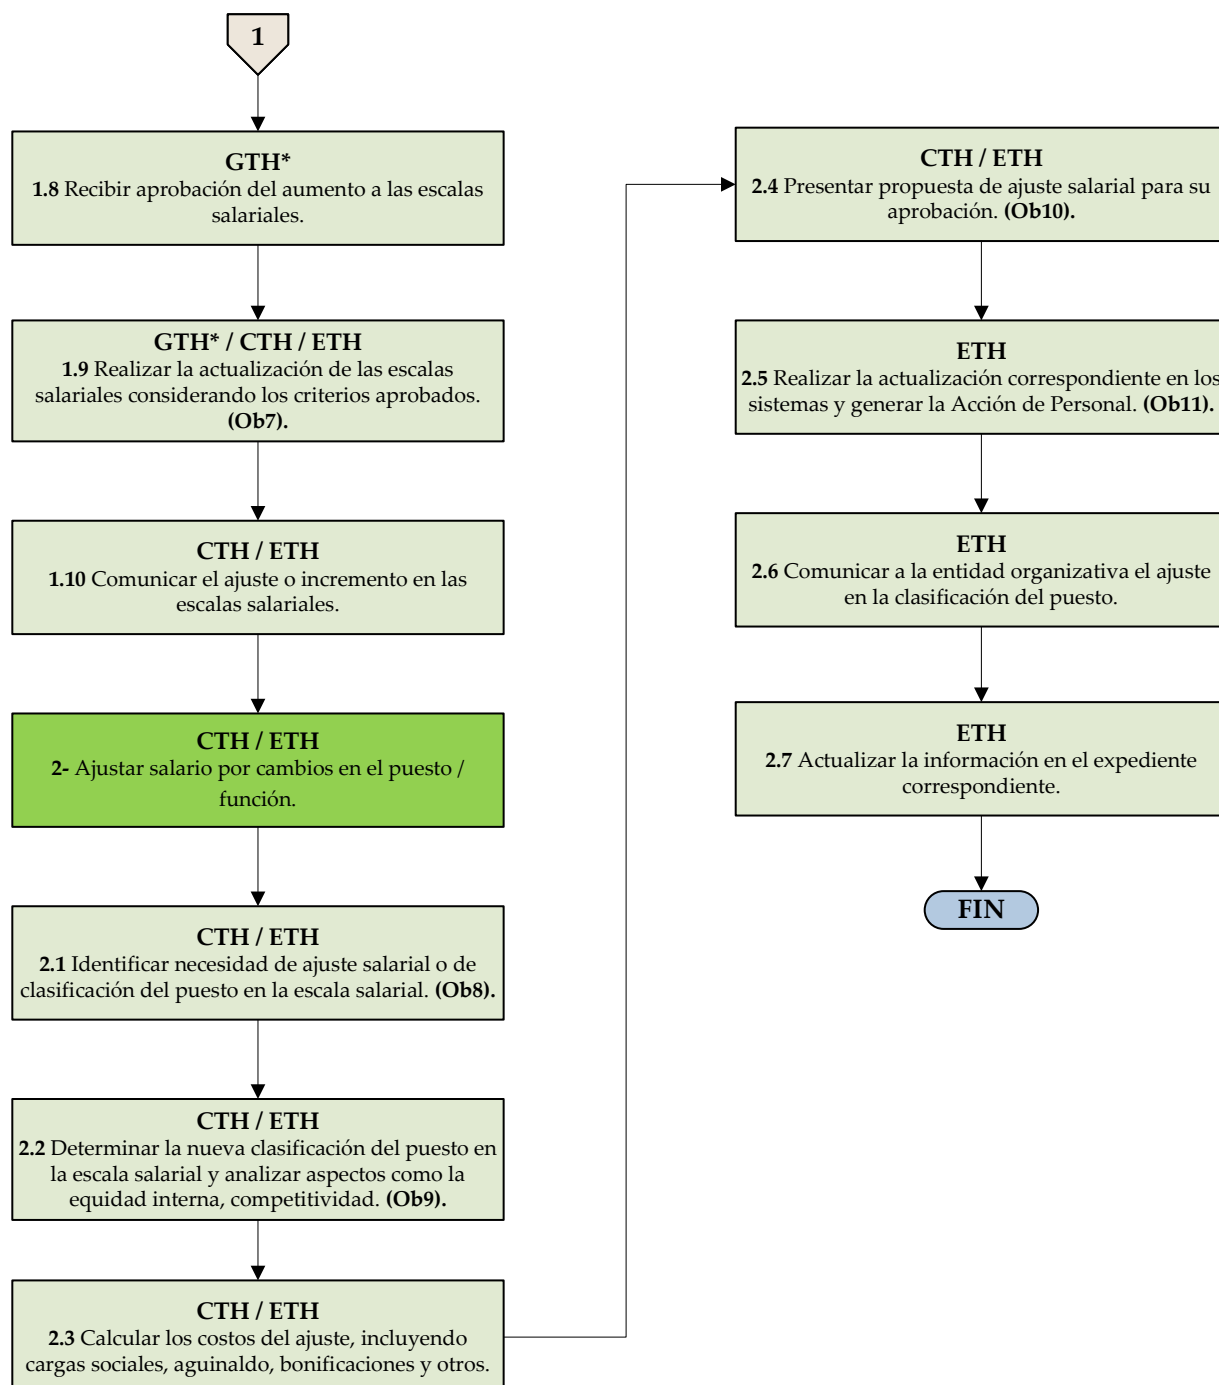 1
GTH*
1.8 Recibir aprobación del aumento a las escalas
salariales.
GTH* / CTH / ETH
1.9 Realizar la actualización de las escalas
salariales considerando los criterios aprobados.
(Ob7).
CTH / ETH
1.10 Comunicar el ajuste o incremento en las
escalas salariales.
CTH / ETH
2- Ajustar salario por cambios en el puesto /
función.
CTH / ETH
2.1 Identificar necesidad de ajuste salarial o de
clasificación del puesto en la escala salarial. (Ob8).
CTH / ETH
2.2 Determinar la nueva clasificación del puesto en
la escala salarial y analizar aspectos como la
equidad interna, competitividad. (Ob9).
CTH / ETH
2.3 Calcular los costos del ajuste, incluyendo
cargas sociales, aguinaldo, bonificaciones y otros.
CTH / ETH
2.4 Presentar propuesta de ajuste salarial para su
aprobación. (Ob10).
ETH
2.5 Realizar la actualización correspondiente en los
sistemas y generar la Acción de Personal. (Ob11).
ETH
2.6 Comunicar a la entidad organizativa el ajuste
en la clasificación del puesto.
ETH
2.7 Actualizar la información en el expediente
correspondiente.
FIN